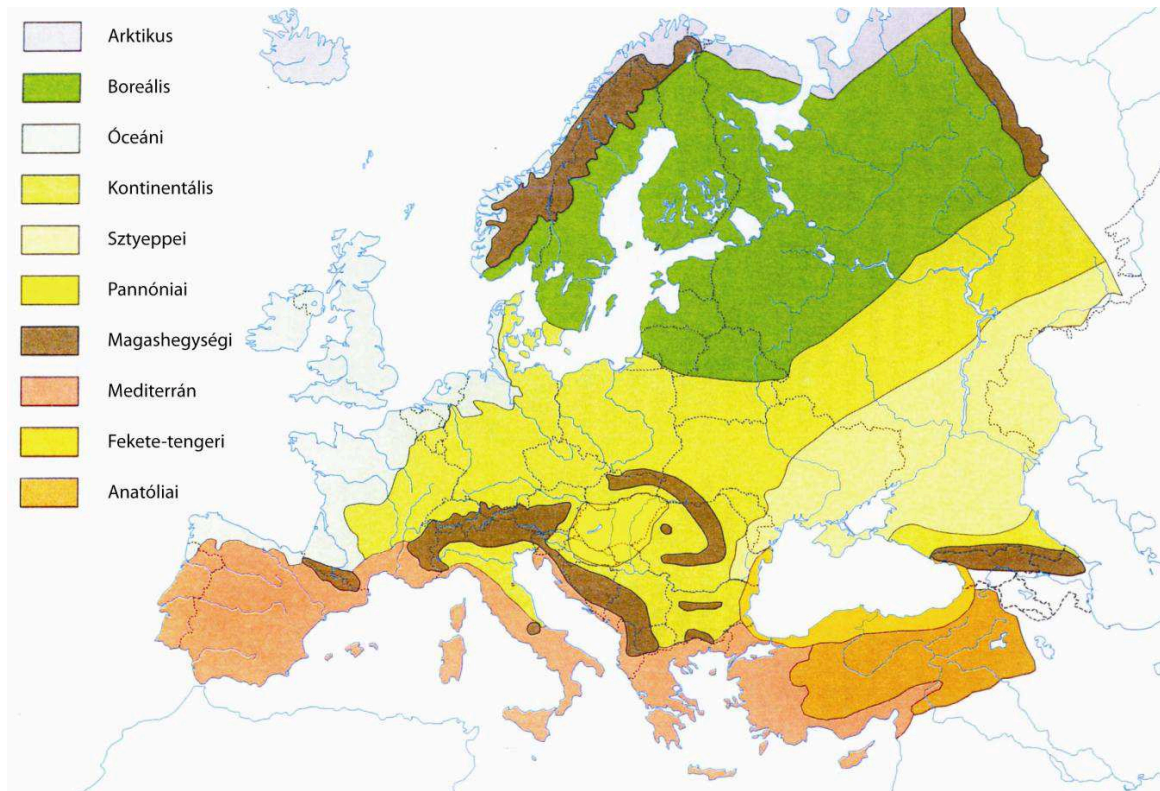 Arktikus
Boreális
Óceáni
Kontinentális
Sztyeppei
Pannóniai
Magashegységi
Mediterrán
Fekete-tengeri
Anatóliai